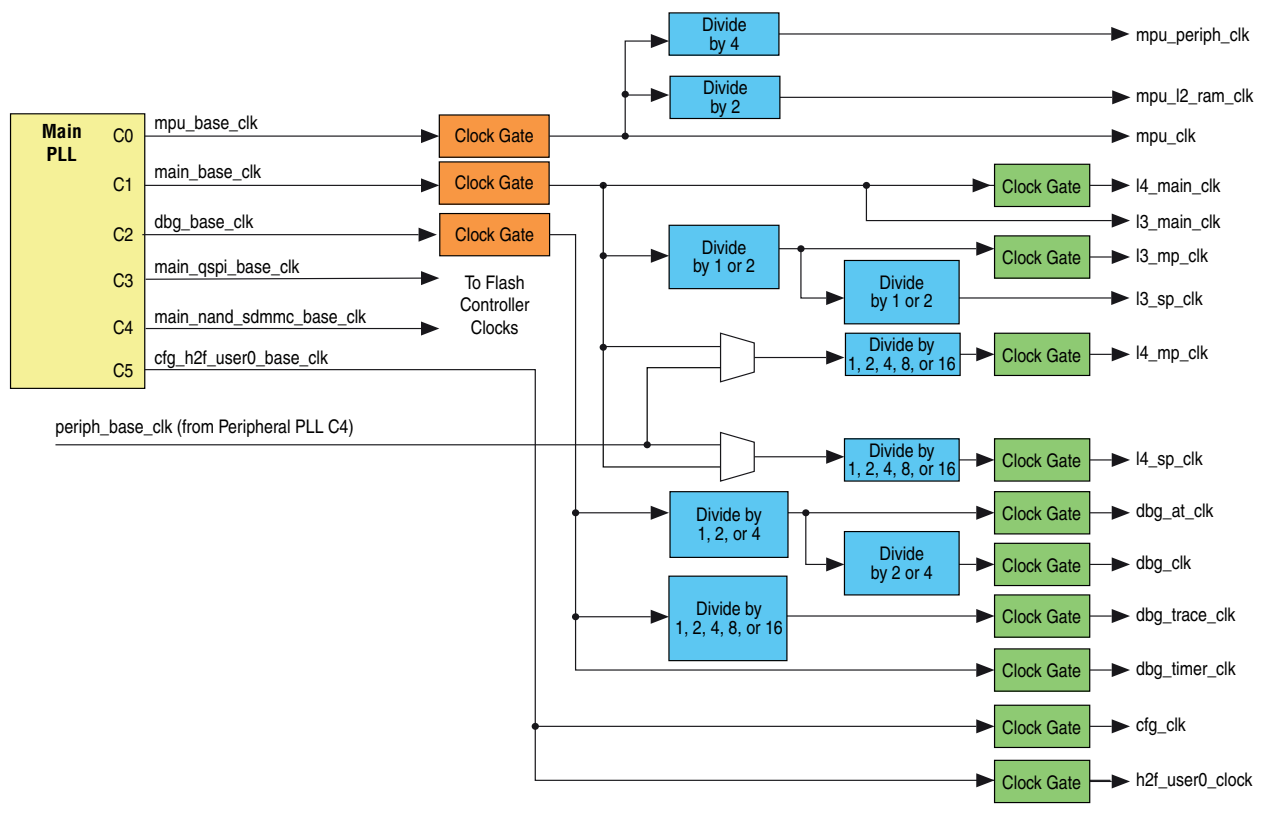 Divide
by 4
mpu_periph_clk
Divide
by 2
mpu_l2_ram_clk
Main
PLL
C0
mpu_base_clk
Clock Gate
mpu_clk
C1
main_base_clk
Clock Gate
Clock Gate
l4_main_clk
l3_main_clk
C2
dbg_base_clk
Clock Gate
Divide
by 1 or 2
Clock Gate
l3_mp_clk
C3
main_qspi_base_clk
To Flash
Controller
Clocks
Divide
by 1 or 2
l3_sp_clk
C4
main_nand_sdmmc_base_clk
C5
cfg_h2f_user0_base_clk
Divide by
1, 2, 4, 8, or 16
Clock Gate
l4_mp_clk
periph_base_clk (from Peripheral PLL C4)
Divide by
1, 2, 4, 8, or 16
Clock Gate
l4_sp_clk
Divide by
1, 2, or 4
Clock Gate
dbg_at_clk
Divide
by 2 or 4
Clock Gate
dbg_clk
Divide by
1, 2, 4, 8, or 16
Clock Gate
dbg_trace_clk
Clock Gate
dbg_timer_clk
Clock Gate
cfg_clk
Clock Gate
h2f_user0_clock